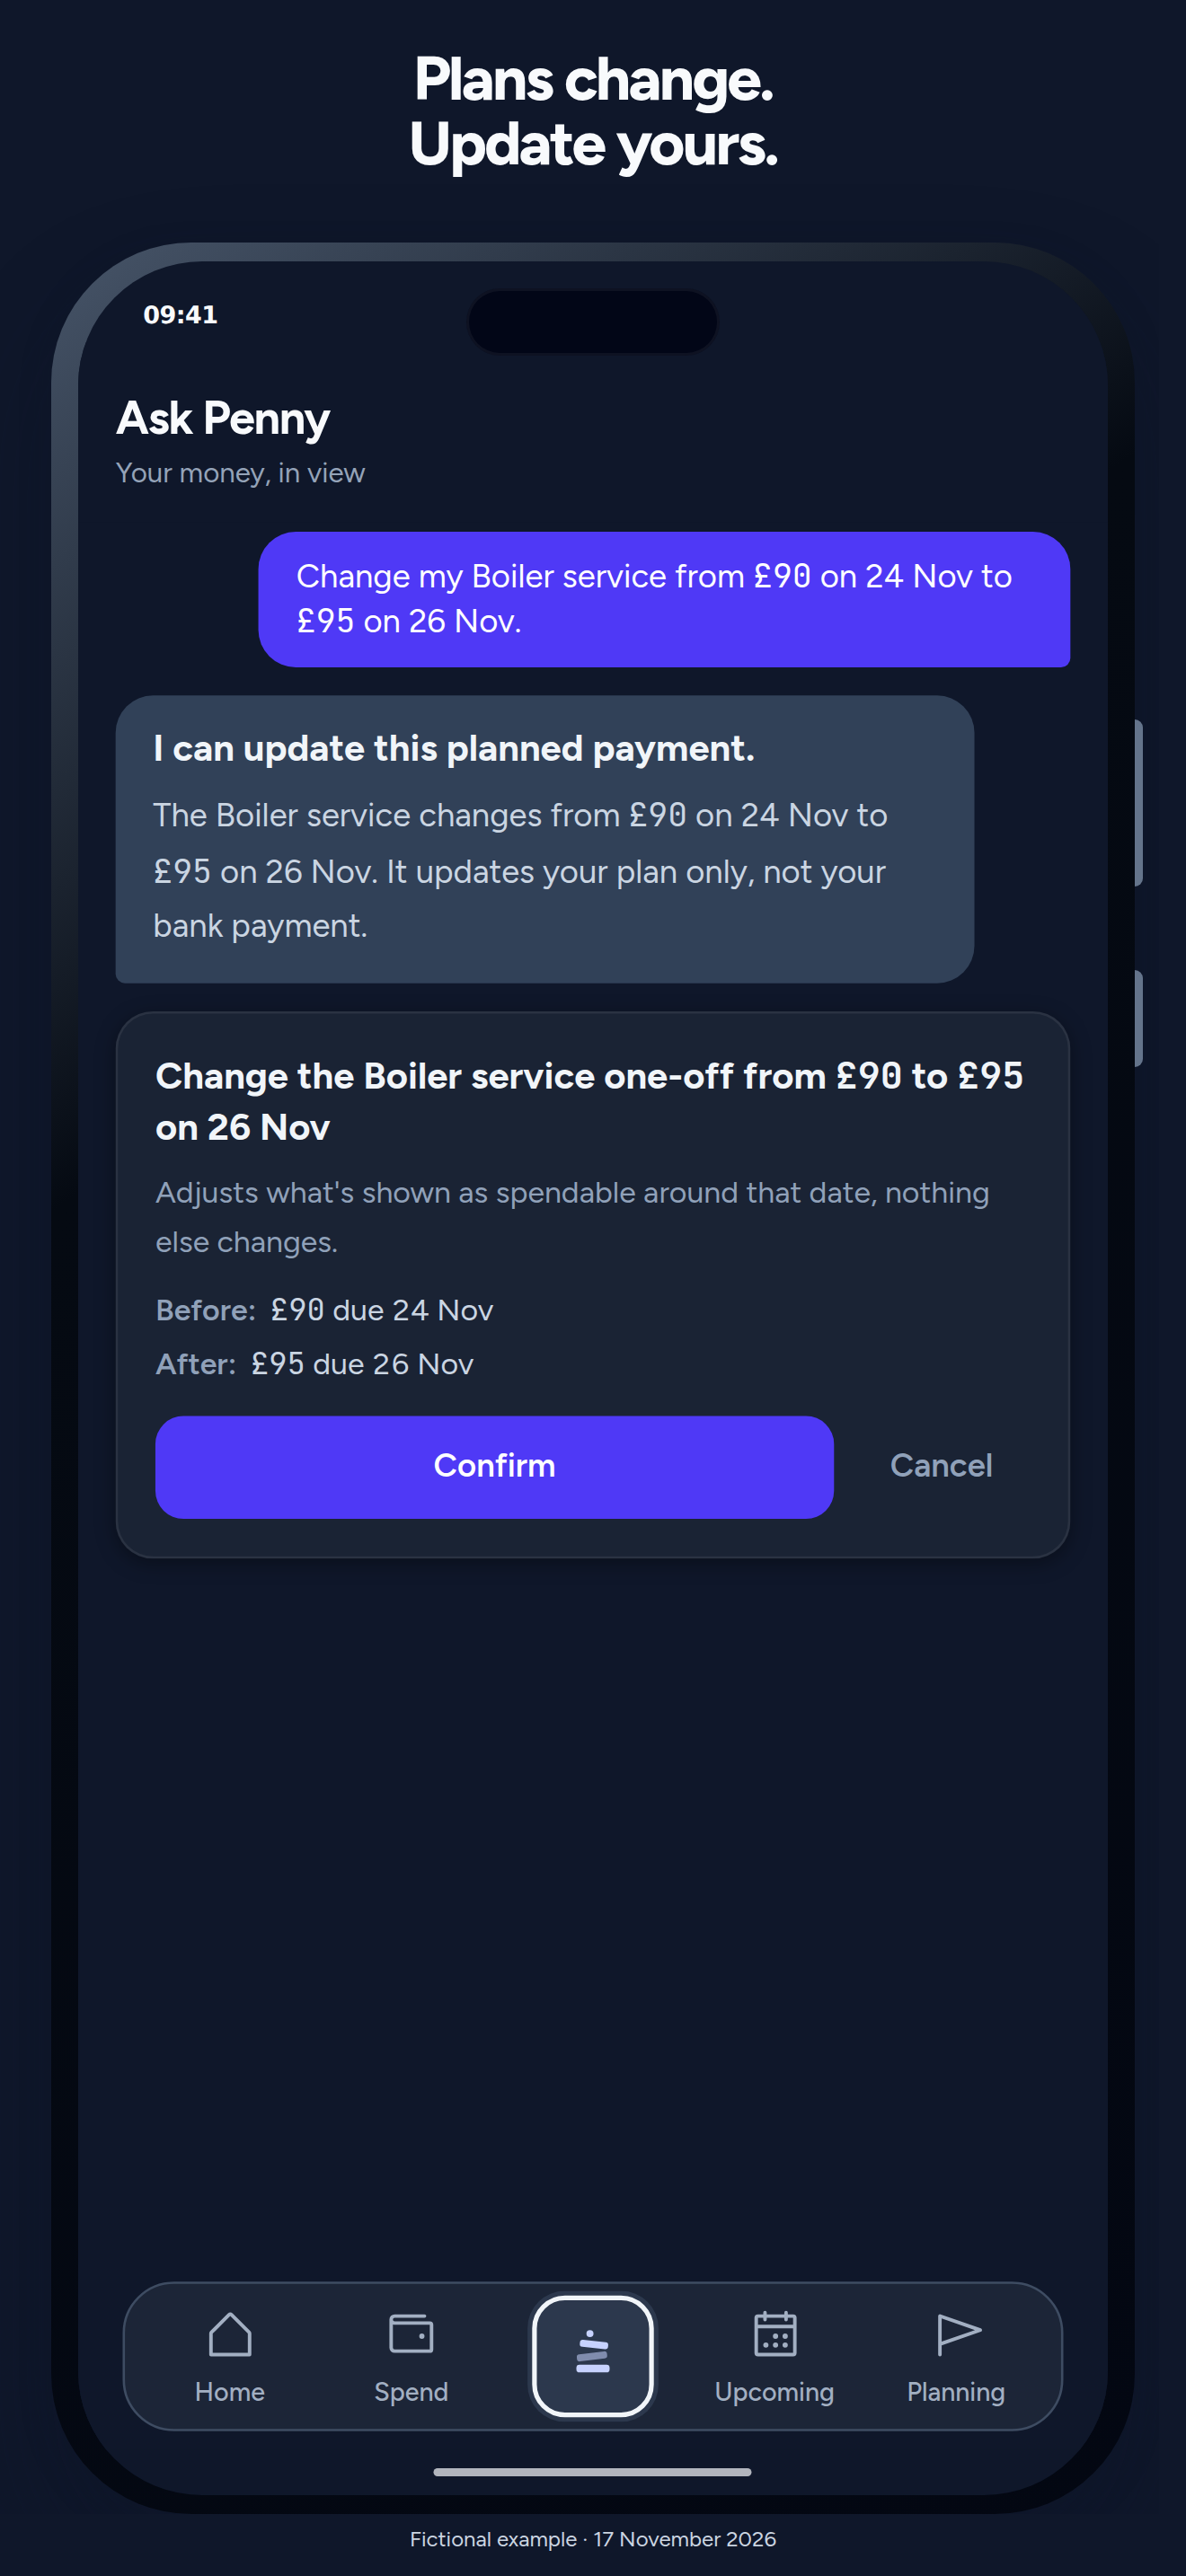 Plans change.
Update yours.
09:41
Ask Penny
Your money, in view
Change my Boiler service from £90 on 24 Nov to
£95 on 26 Nov.
I can update this planned payment.
The Boiler service changes from £90 on 24 Nov to
£95 on 26 Nov. It updates your plan only, not your
bank payment.
Change the Boiler service one-off from £90 to £95
on 26 Nov
Adjusts what's shown as spendable around that date, nothing
else changes.
Before: £90 due 24 Nov
After: £95 due 26 Nov
Confirm
Cancel
Home
Spend
Upcoming
Planning
Fictional example · 17 November 2026